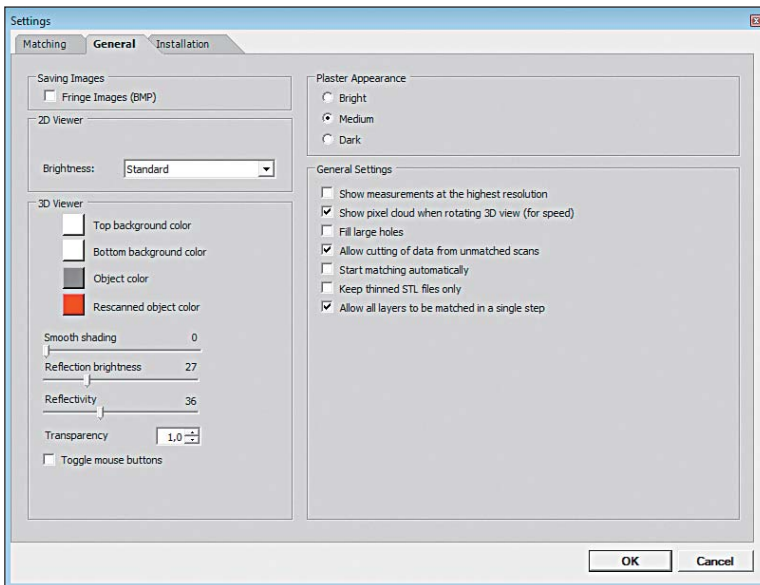 Settings
Matching General Installation
Saving Images
Fringe Images (BMP)
2D Viewer
Brightness: Standard
3D Viewer
Top background color
Bottom background color
Object color
Rescanned object color
Smooth shading 0
Reflection brightness 27
Reflectivity 36
Transparency 1,0
Toggle mouse buttons
Plaster Appearance
Bright
Medium
Dark
General Settings
Show measurements at the highest resolution
Show pixel cloud when rotating 3D view (for speed)
Fill large holes
Allow cutting of data from unmatched scans
Start matching automatically
Keep thinned STL files only
Allow all layers to be matched in a single step
OK Cancel